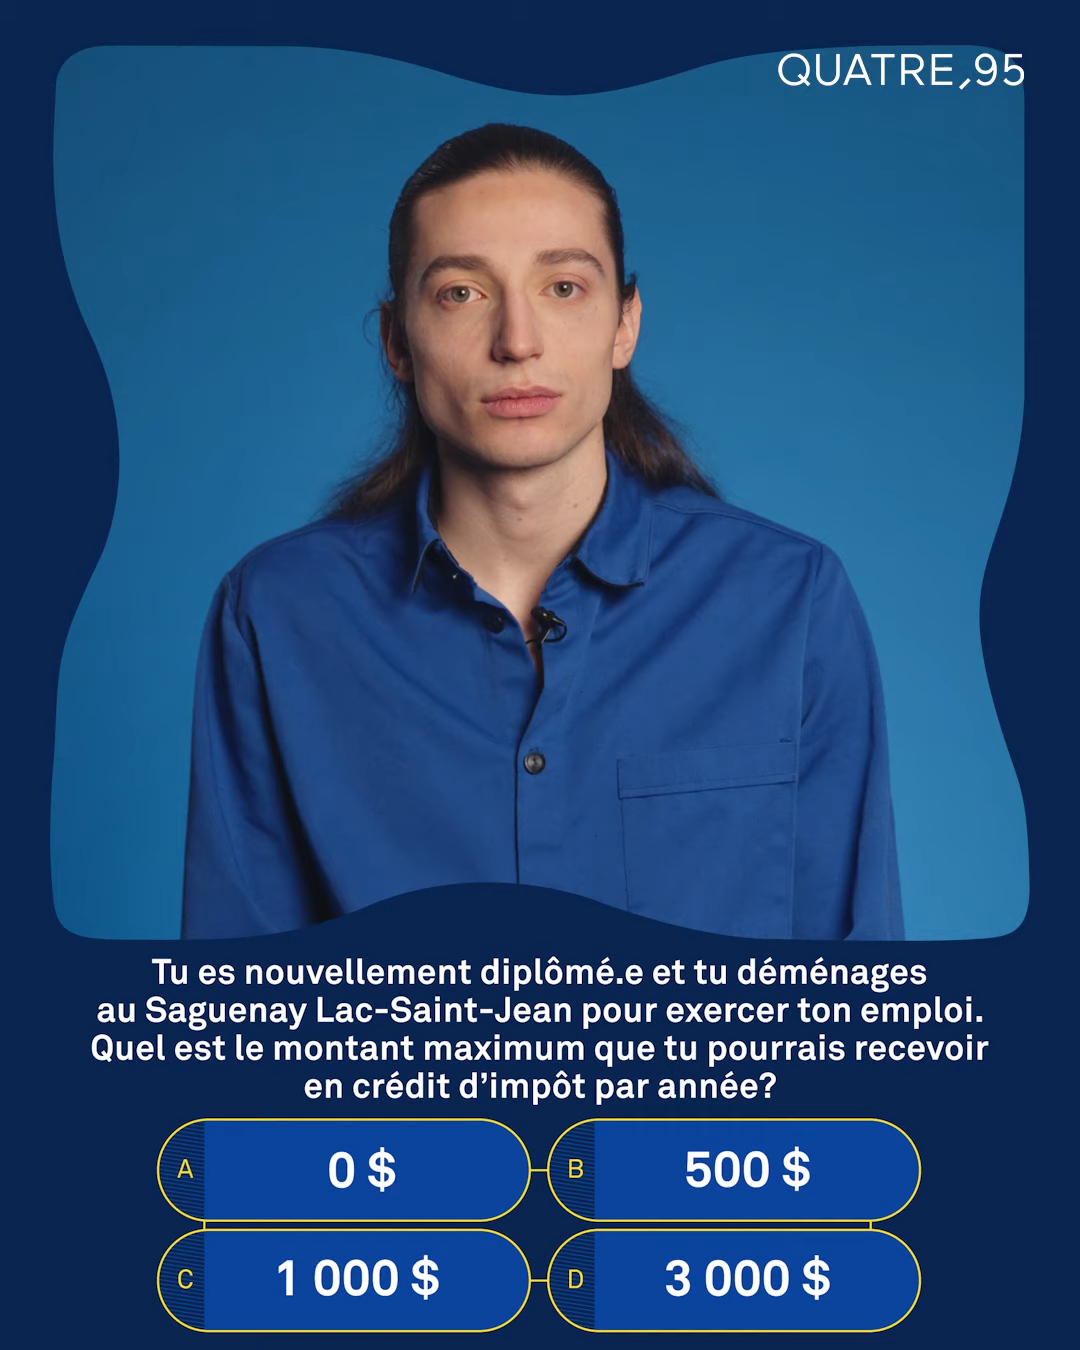 QUATRE,95
Tu es nouvellement diplômé.e et tu déménages
au Saguenay Lac-Saint-Jean pour exercer ton emploi.
Quel est le montant maximum que tu pourrais recevoir
en crédit d'impôt par année?
A 0 $
B 500 $
C 1 000 $
D 3 000 $